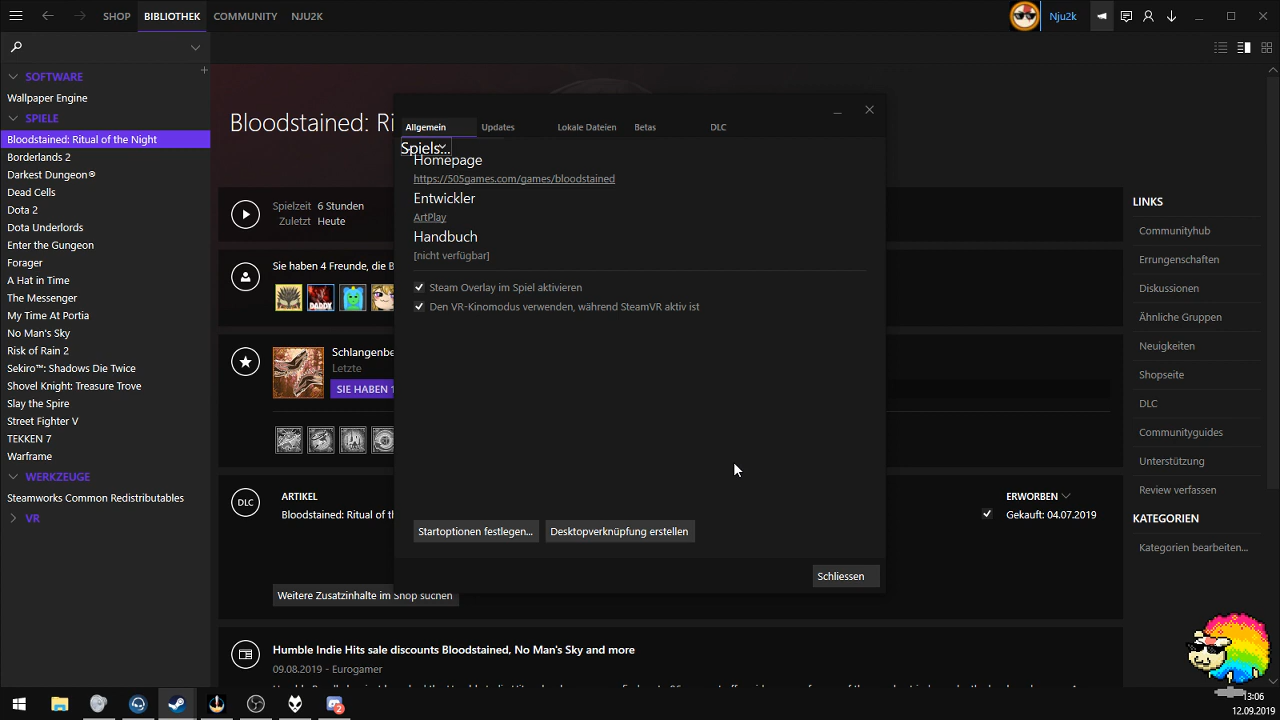 SHOP
BIBLIOTHEK
COMMUNITY
NJU2K
Nju2k
SOFTWARE
Wallpaper Engine
SPIELE
Bloodstained: Ritual of the Night
Borderlands 2
Darkest Dungeon®
Dead Cells
Dota 2
Dota Underlords
Enter the Gungeon
Forager
A Hat in Time
The Messenger
My Time At Portia
No Man's Sky
Risk of Rain 2
Sekiro™: Shadows Die Twice
Shovel Knight: Treasure Trove
Slay the Spire
Street Fighter V
TEKKEN 7
Warframe
WERKZEUGE
Steamworks Common Redistributables
VR
Bloodstained: Ri
Spielzeit 6 Stunden
Zuletzt Heute
Sie haben 4 Freunde, die B
DADDY
Schlangenbe
Letzte
SIE HABEN 1
DLC
ARTIKEL
Bloodstained: Ritual of th
ERWORBEN
Gekauft: 04.07.2019
Weitere Zusatzinhalte im Shop suchen
Humble Indie Hits sale discounts Bloodstained, No Man's Sky and more
09.08.2019 - Eurogamer
Allgemein
Updates
Lokale Dateien
Betas
DLC
Spiels...
Homepage
https://505games.com/games/bloodstained
Entwickler
ArtPlay
Handbuch
[nicht verfügbar]
Steam Overlay im Spiel aktivieren
Den VR-Kinomodus verwenden, während SteamVR aktiv ist
Startoptionen festlegen...
Desktopverknüpfung erstellen
Schliessen
LINKS
Communityhub
Errungenschaften
Diskussionen
Ähnliche Gruppen
Neuigkeiten
Shopseite
DLC
Communityguides
Unterstützung
Review verfassen
KATEGORIEN
Kategorien bearbeiten...
2
13:06
12.09.2019